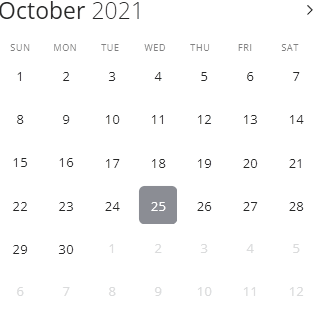 October 2021
SUN MON TUE WED THU FRI SAT
1 2 3 4 5 6 7
8 9 10 11 12 13 14
15 16 17 18 19 20 21
22 23 24 25 26 27 28
29 30 1 2 3 4 5
6 7 8 9 10 11 12